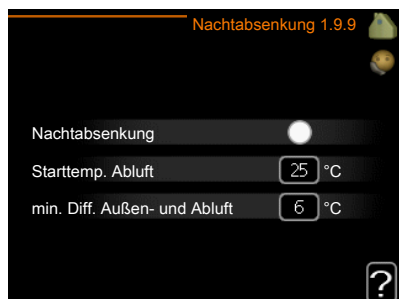 Nachtabsenkung 1.9.9
Nachtabsenkung
Starttemp. Abluft 25 °C
min. Diff. Außen- und Abluft 6 °C
?